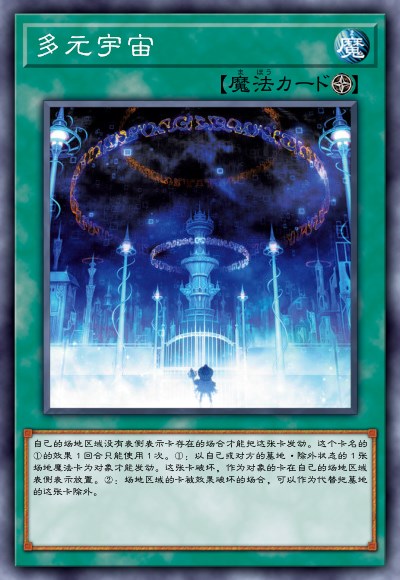 多元宇宙
魔
【魔法カード】
まほう
自己的场地区域没有表侧表示卡存在的场合才能把这张卡发动。这个卡名的
①的效果1回合只能使用1次。①：以自己或对方的墓地·除外状态的1张
场地魔法卡为对象才能发动。这张卡破坏，作为对象的卡在自己的场地区域
表侧表示放置。②：场地区域的卡被效果破坏的场合，可以作为代替把墓地
的这张卡除外。